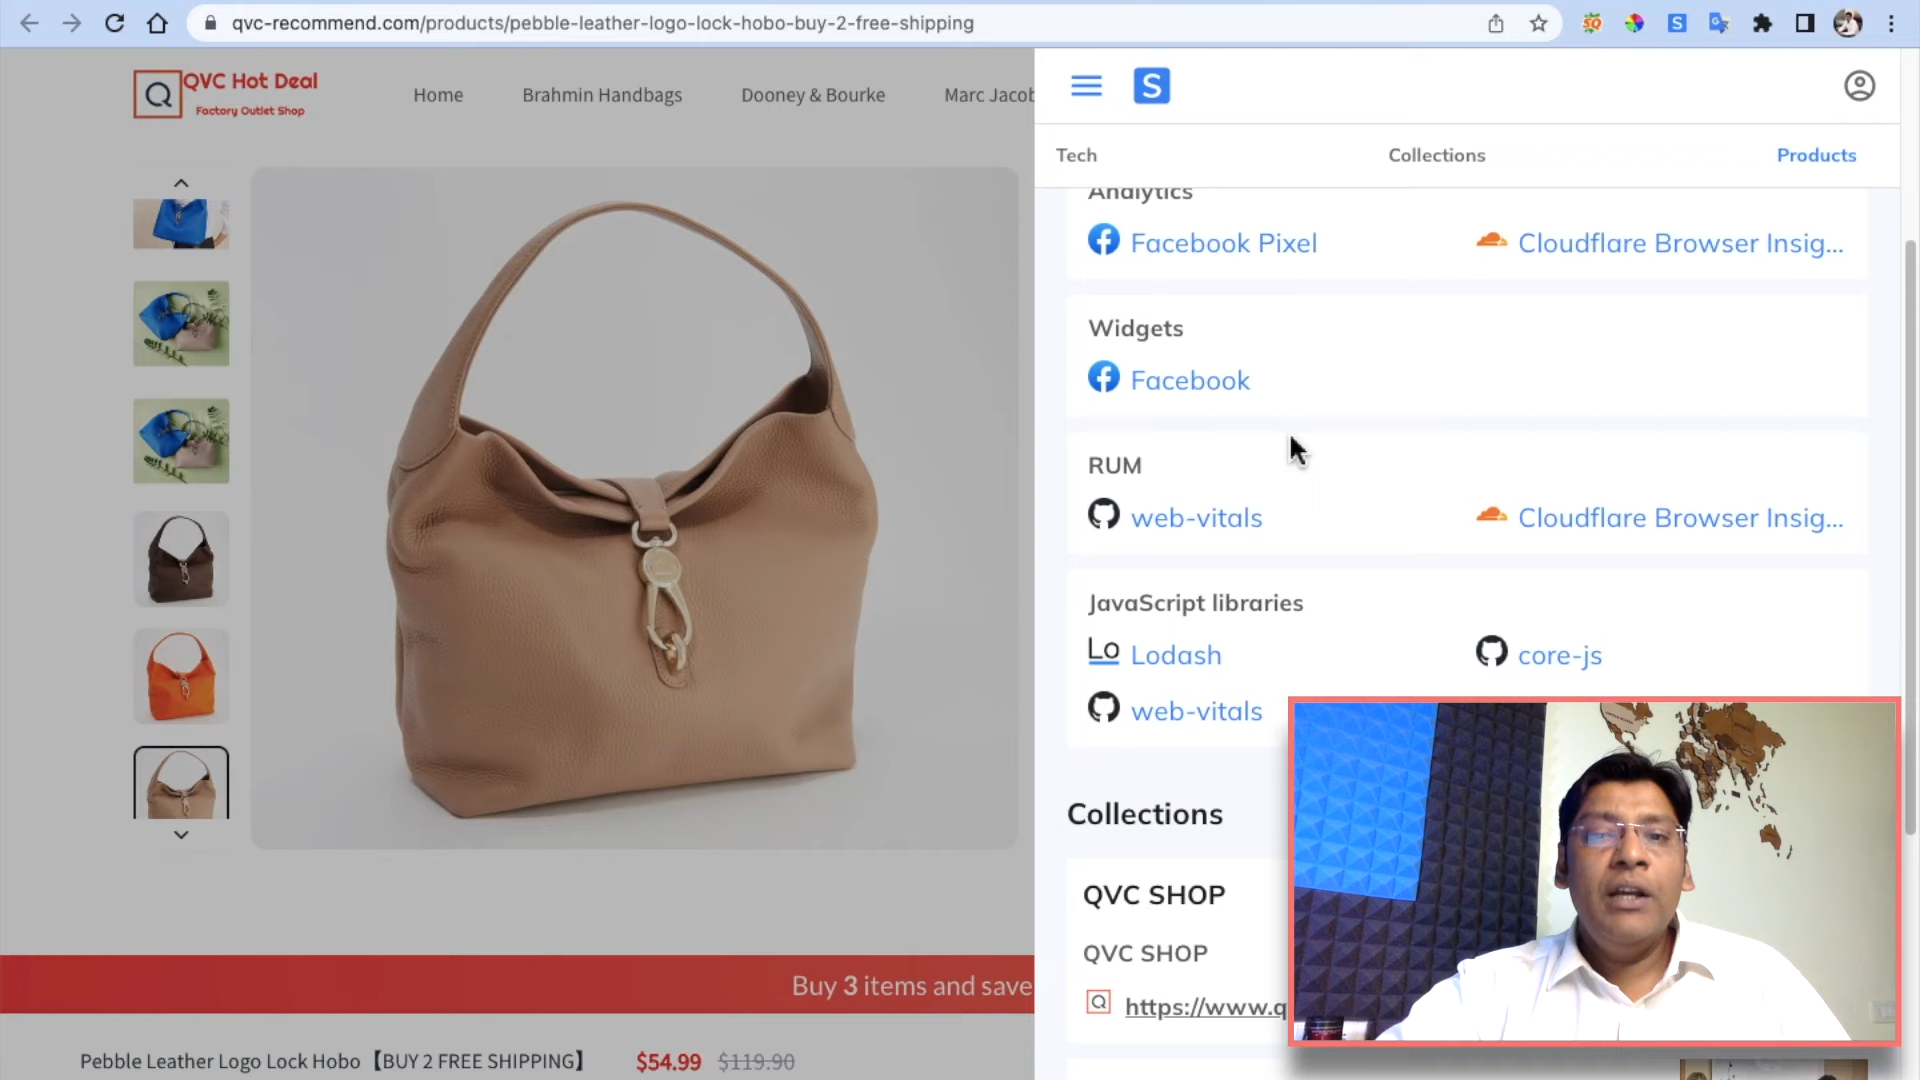 qvc-recommend.com/products/pebble-leather-logo-lock-hobo-buy-2-free-shipping
QVC Hot Deal
Factory Outlet Shop
Home
Brahmin Handbags
Dooney & Bourke
Marc Jacob
Tech
Collections
Products
Analytics
Facebook Pixel
Cloudflare Browser Insig...
Widgets
Facebook
RUM
web-vitals
Cloudflare Browser Insig...
JavaScript libraries
Lo Lodash
core-js
web-vitals
Collections
QVC SHOP
QVC SHOP
https://www.q
Buy 3 items and save
Pebble Leather Logo Lock Hobo【BUY 2 FREE SHIPPING】
$54.99 $119.90